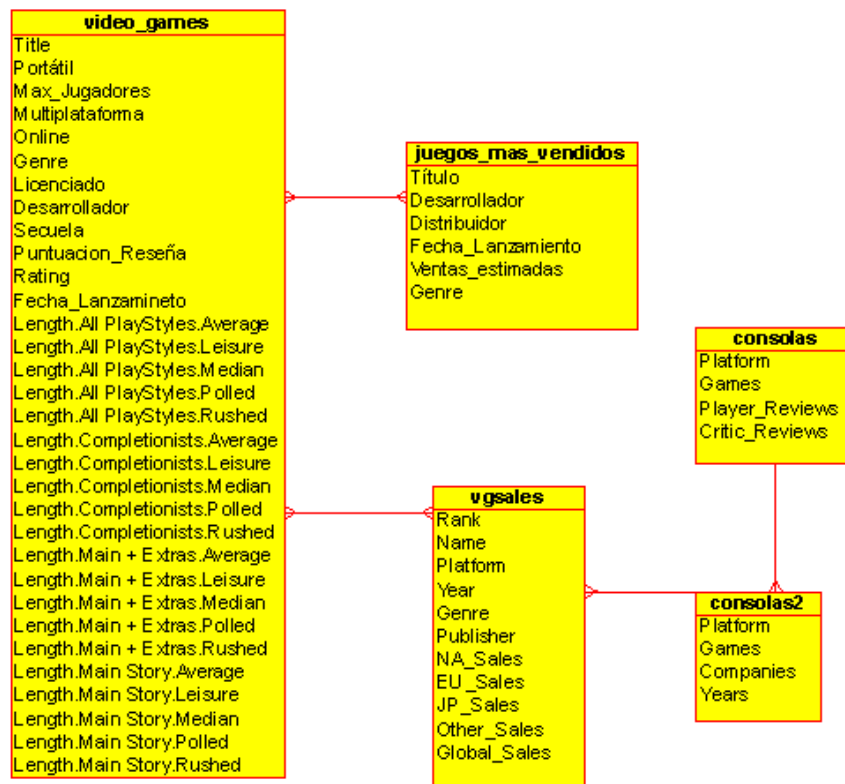 video_games
Title
Portátil
Max_Jugadores
Multiplataforma
Online
Genre
Licenciado
Desarrollador
Secuela
Puntuacion_Reseña
Rating
Fecha_Lanzamineto
Length.All PlayStyles.Average
Length.All PlayStyles.Leisure
Length.All PlayStyles.Median
Length.All PlayStyles.Polled
Length.All PlayStyles.Rushed
Length.Completionists.Average
Length.Completionists.Leisure
Length.Completionists.Median
Length.Completionists.Polled
Length.Completionists.Rushed
Length.Main + Extras.Average
Length.Main + Extras.Leisure
Length.Main + Extras.Median
Length.Main + Extras.Polled
Length.Main + Extras.Rushed
Length.Main Story.Average
Length.Main Story.Leisure
Length.Main Story.Median
Length.Main Story.Polled
Length.Main Story.Rushed
juegos_mas_vendidos
Título
Desarrollador
Distribuidor
Fecha_Lanzamiento
Ventas_estimadas
Genre
consolas
Platform
Games
Player_Reviews
Critic_Reviews
vgsales
Rank
Name
Platform
Year
Genre
Publisher
NA_Sales
EU_Sales
JP_Sales
Other_Sales
Global_Sales
consolas2
Platform
Games
Companies
Years